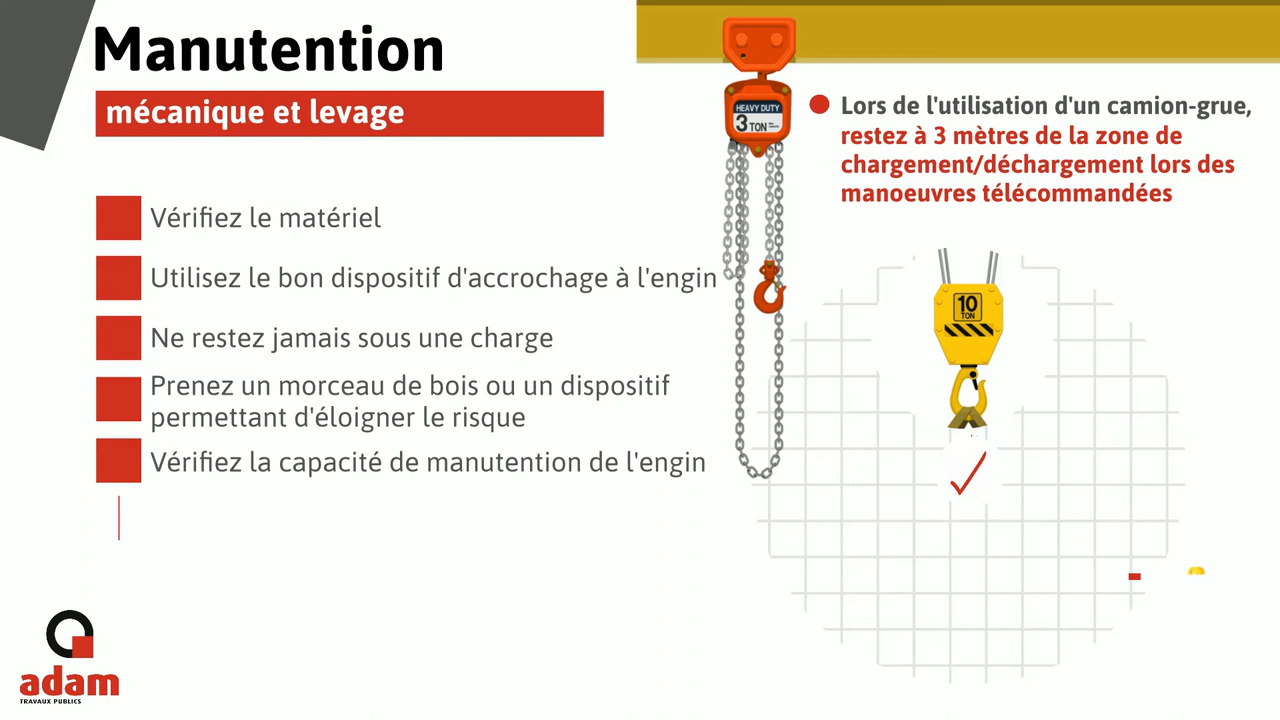 Manutention
mécanique et levage
Vérifiez le matériel
Utilisez le bon dispositif d'accrochage à l'engin
Ne restez jamais sous une charge
Prenez un morceau de bois ou un dispositif
permettant d'éloigner le risque
Vérifiez la capacité de manutention de l'engin
HEAVY DUTY
3 TON
Lors de l'utilisation d'un camion-grue,
restez à 3 mètres de la zone de
chargement/déchargement lors des
manoeuvres télécommandées
10
TON
adam
TRAVAUX PUBLICS